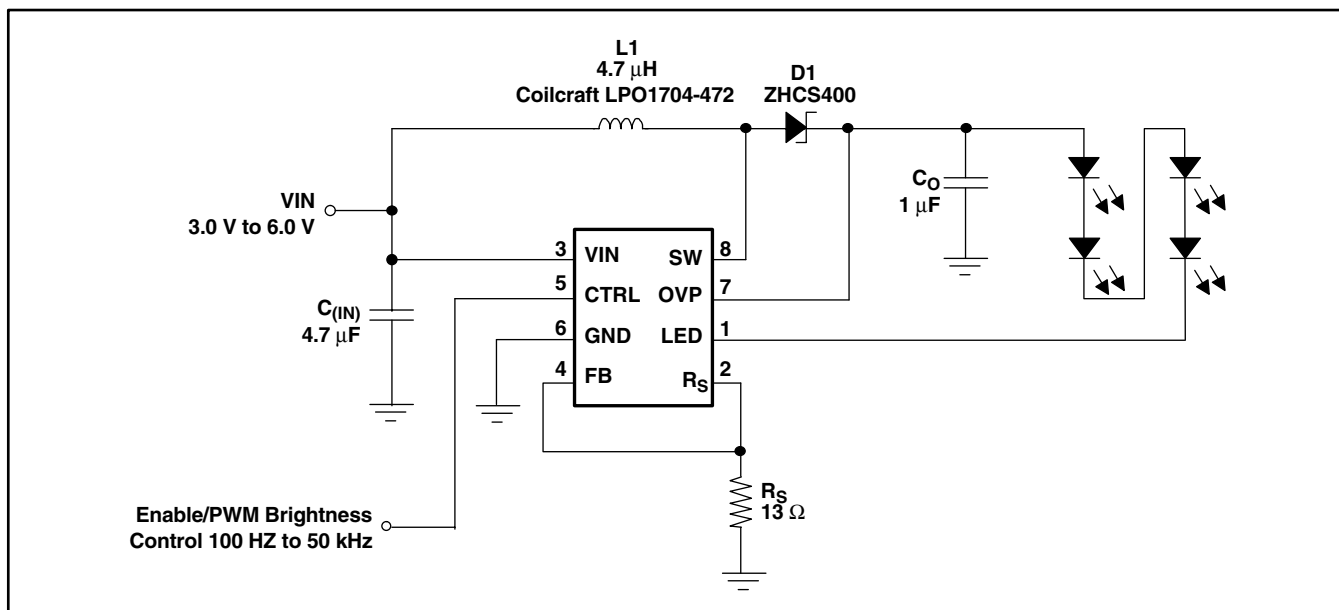 L1
4.7 μH
Coilcraft LPO1704-472
D1
ZHCS400
VIN
3.0 V to 6.0 V
C(IN)
4.7 μF
CO
1 μF
3 VIN SW 8
5 CTRL OVP 7
6 GND LED 1
4 FB RS 2
RS
13 Ω
Enable/PWM Brightness
Control 100 HZ to 50 kHz